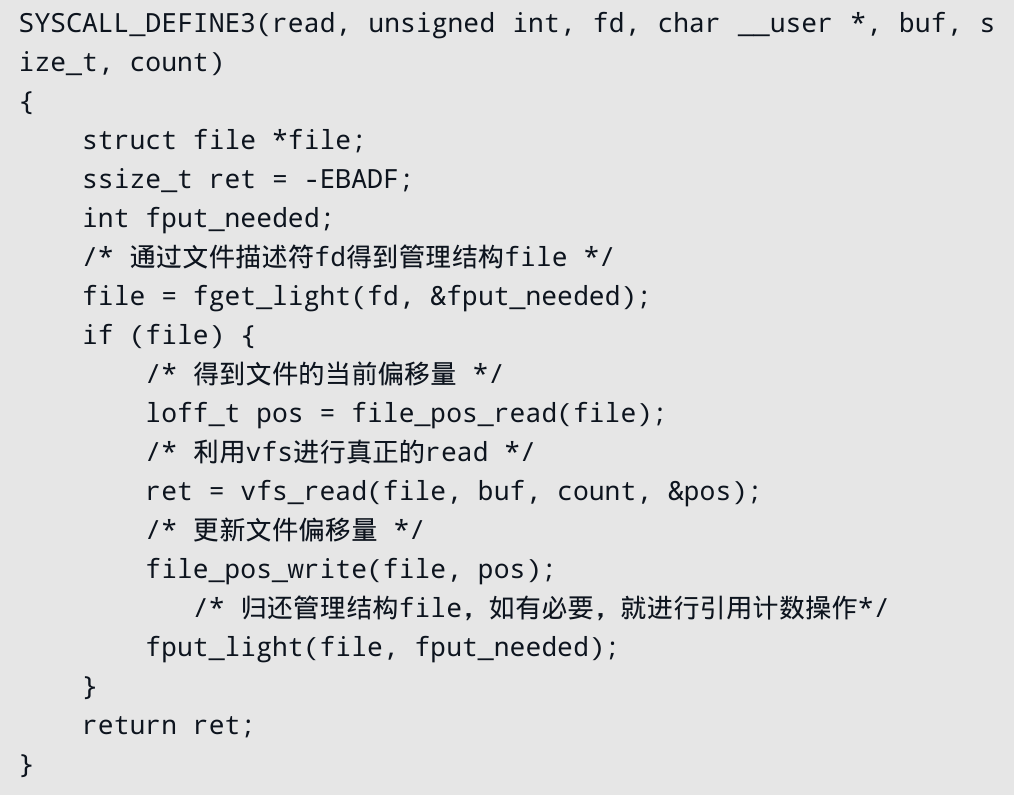 SYSCALL_DEFINE3(read, unsigned int, fd, char __user *, buf, s
ize_t, count)
{
    struct file *file;
    ssize_t ret = -EBADF;
    int fput_needed;
    /* 通过文件描述符fd得到管理结构file */
    file = fget_light(fd, &fput_needed);
    if (file) {
        /* 得到文件的当前偏移量 */
        loff_t pos = file_pos_read(file);
        /* 利用vfs进行真正的read */
        ret = vfs_read(file, buf, count, &pos);
        /* 更新文件偏移量 */
        file_pos_write(file, pos);
           /* 归还管理结构file，如有必要，就进行引用计数操作*/
        fput_light(file, fput_needed);
    }
    return ret;
}